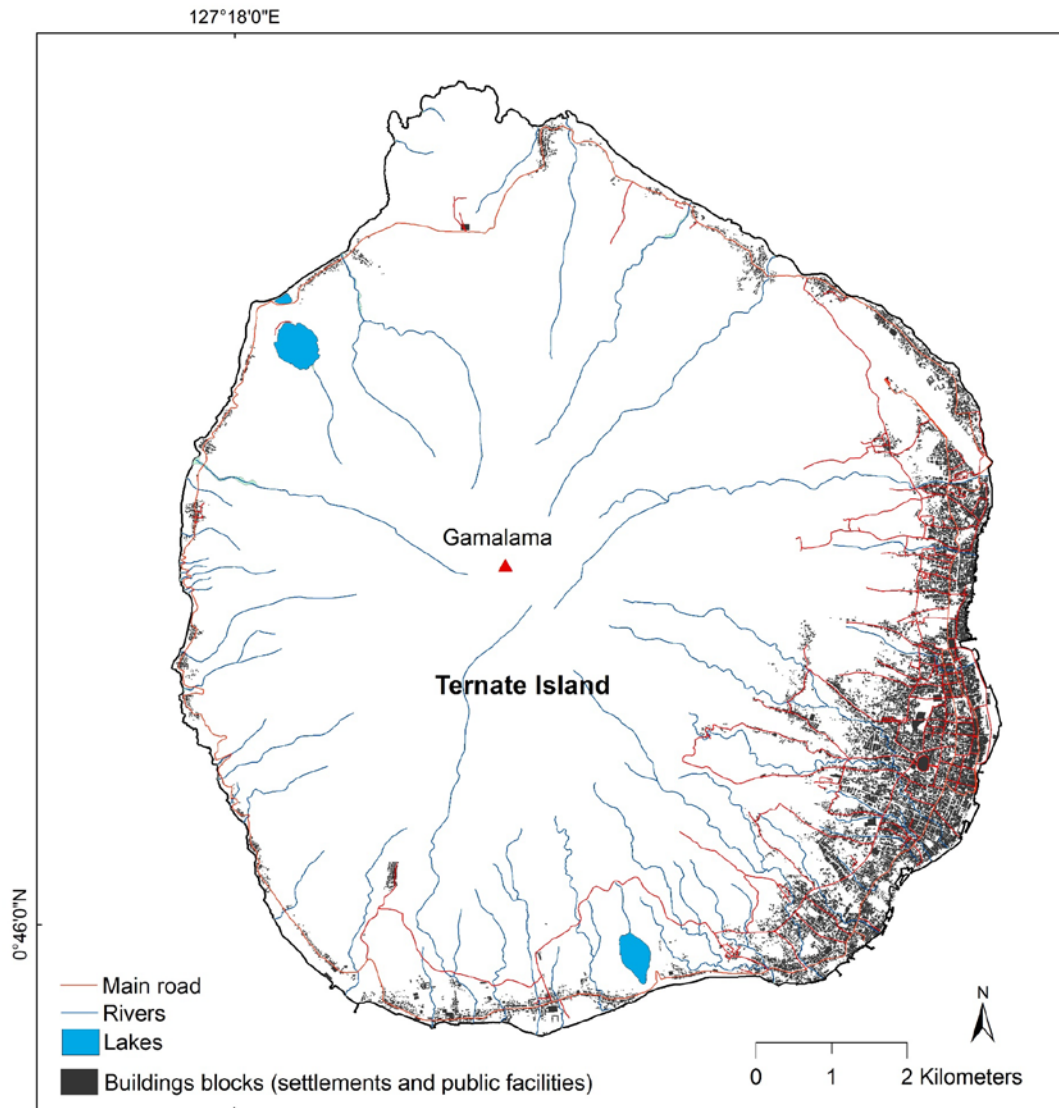 127°18'0"E
Gamalama
Ternate Island
0°46'0"N
Main road
Rivers
Lakes
Buildings blocks (settlements and public facilities)
N
0 1 2 Kilometers